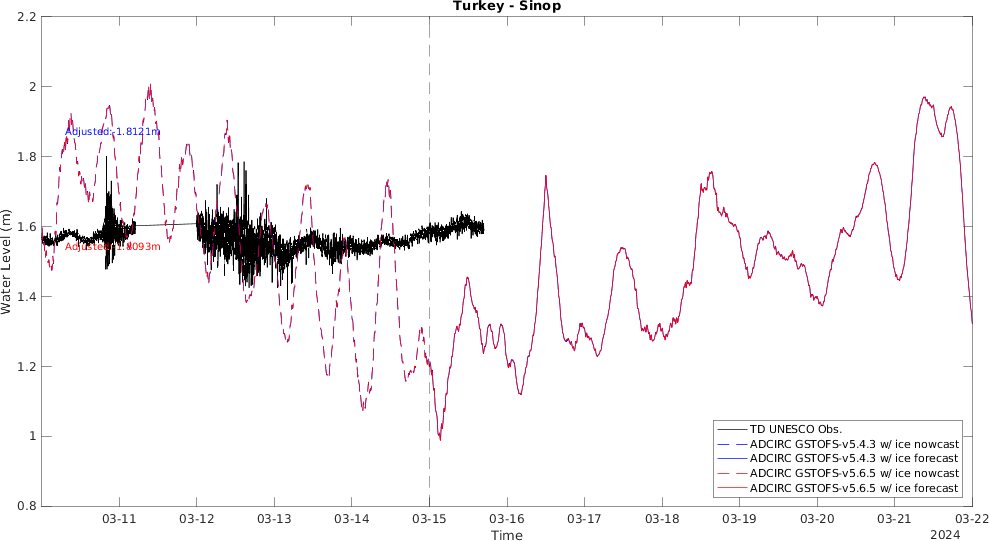 Turkey - Sinop
2.2
2
1.8
1.6
1.4
1.2
1
0.8
Water Level (m)
Adjusted:-1.8121m
Adjusted:-1.8093m
TD UNESCO Obs.
ADCIRC GSTOFS-v5.4.3 w/ ice nowcast
ADCIRC GSTOFS-v5.4.3 w/ ice forecast
ADCIRC GSTOFS-v5.6.5 w/ ice nowcast
ADCIRC GSTOFS-v5.6.5 w/ ice forecast
03-11 03-12 03-13 03-14 03-15 03-16 03-17 03-18 03-19 03-20 03-21 03-22
Time
2024